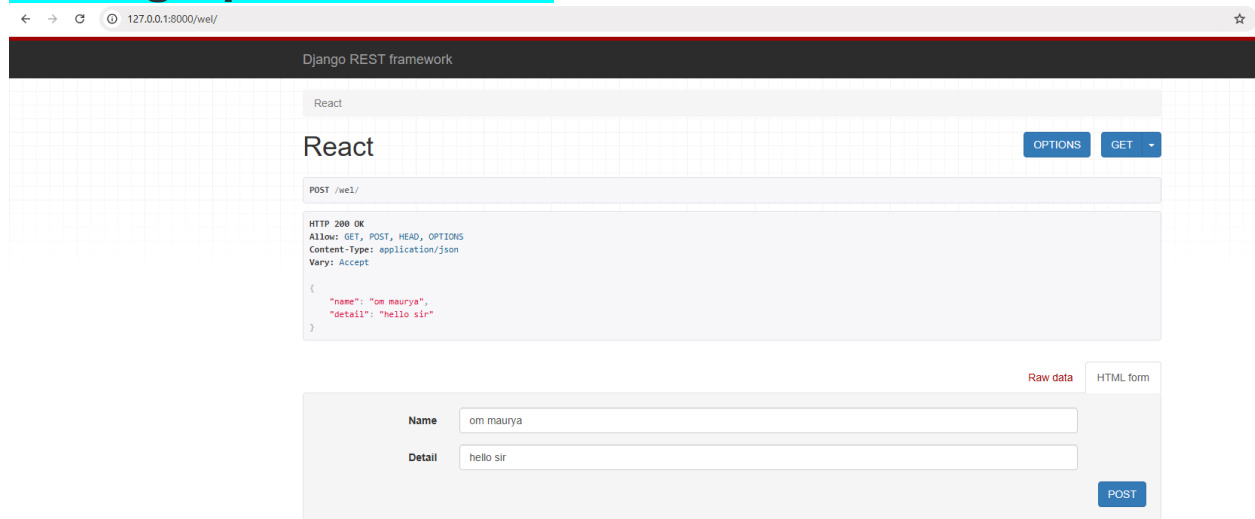 127.0.0.1:8000/wel/
Django REST framework
React
React
OPTIONS GET
POST /wel/
HTTP 200 OK
Allow: GET, POST, HEAD, OPTIONS
Content-Type: application/json
Vary: Accept
{
"name": "om maurya",
"detail": "hello sir"
}
Raw data HTML form
Name om maurya
Detail hello sir
POST